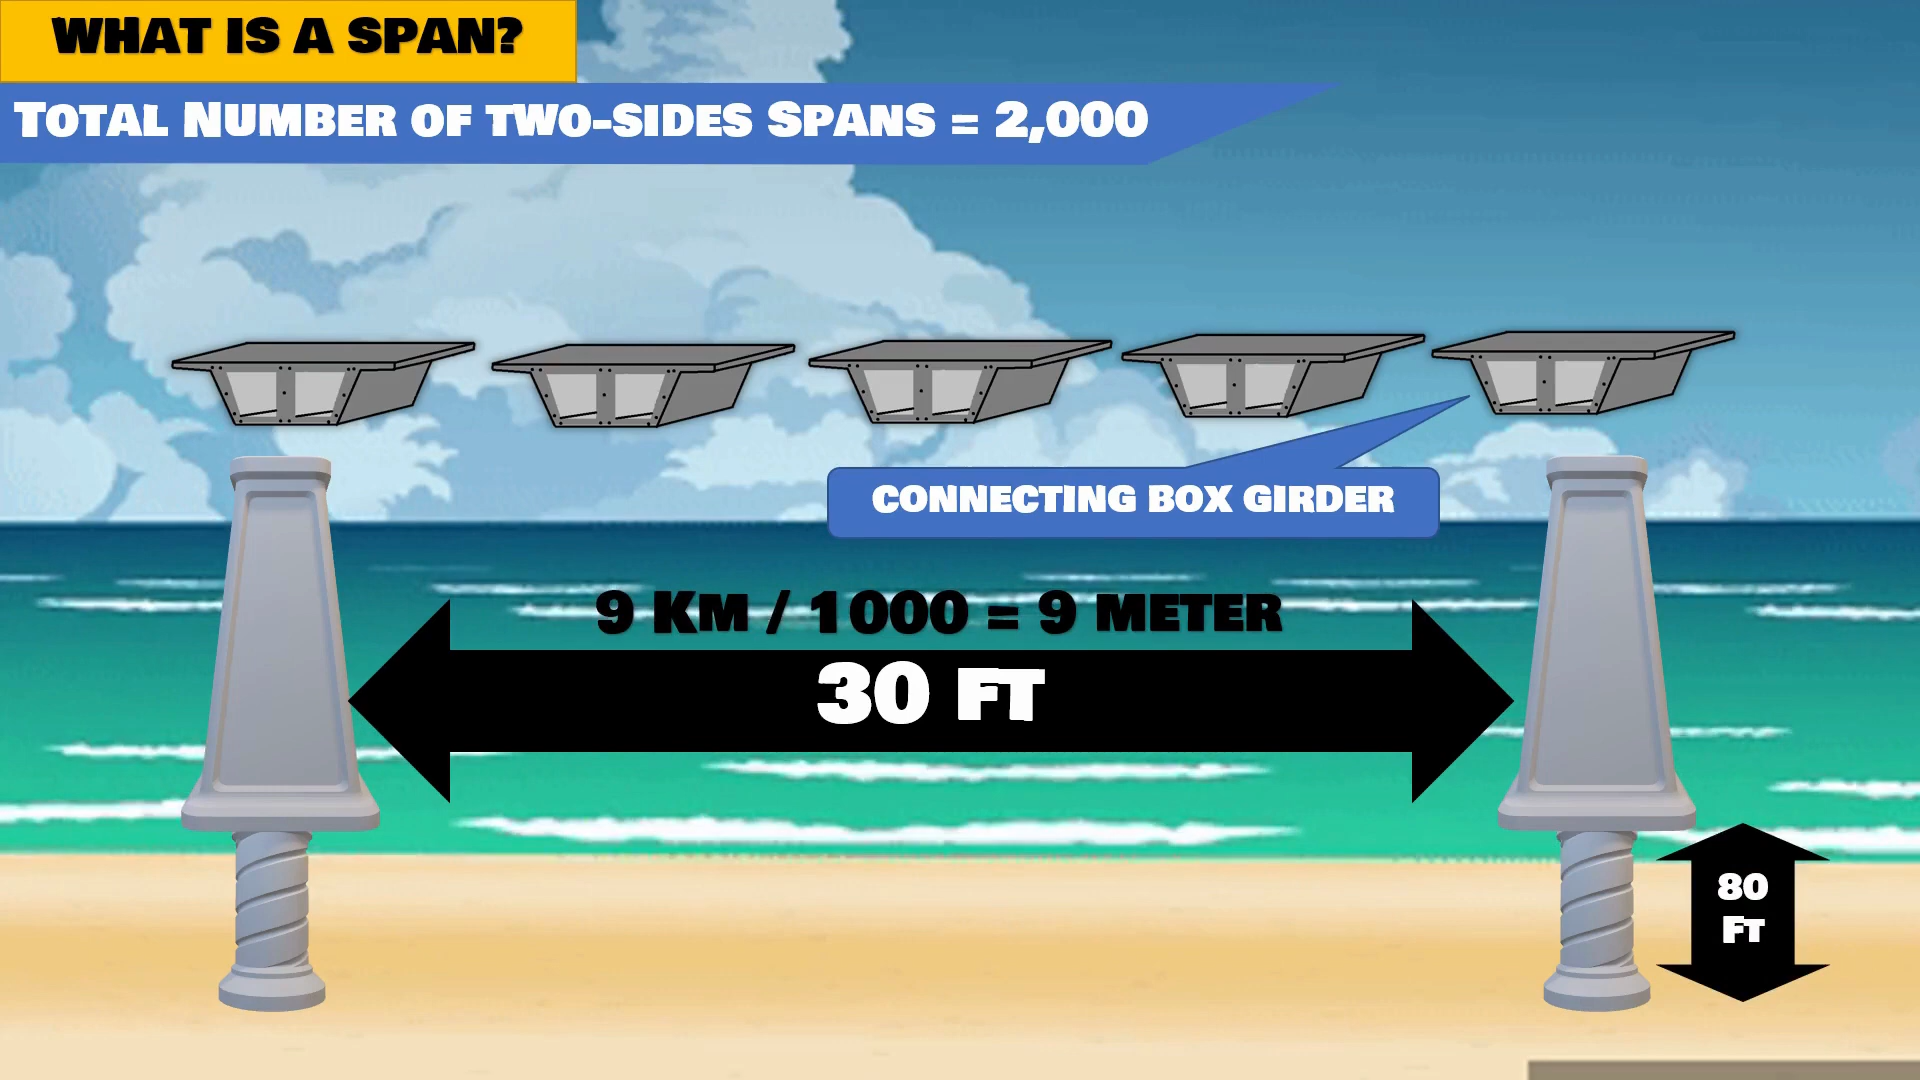 WHAT IS A SPAN?
TOTAL NUMBER OF TWO-SIDES SPANS = 2,000
CONNECTING BOX GIRDER
9 KM / 1000 = 9 METER
30 FT
80
FT